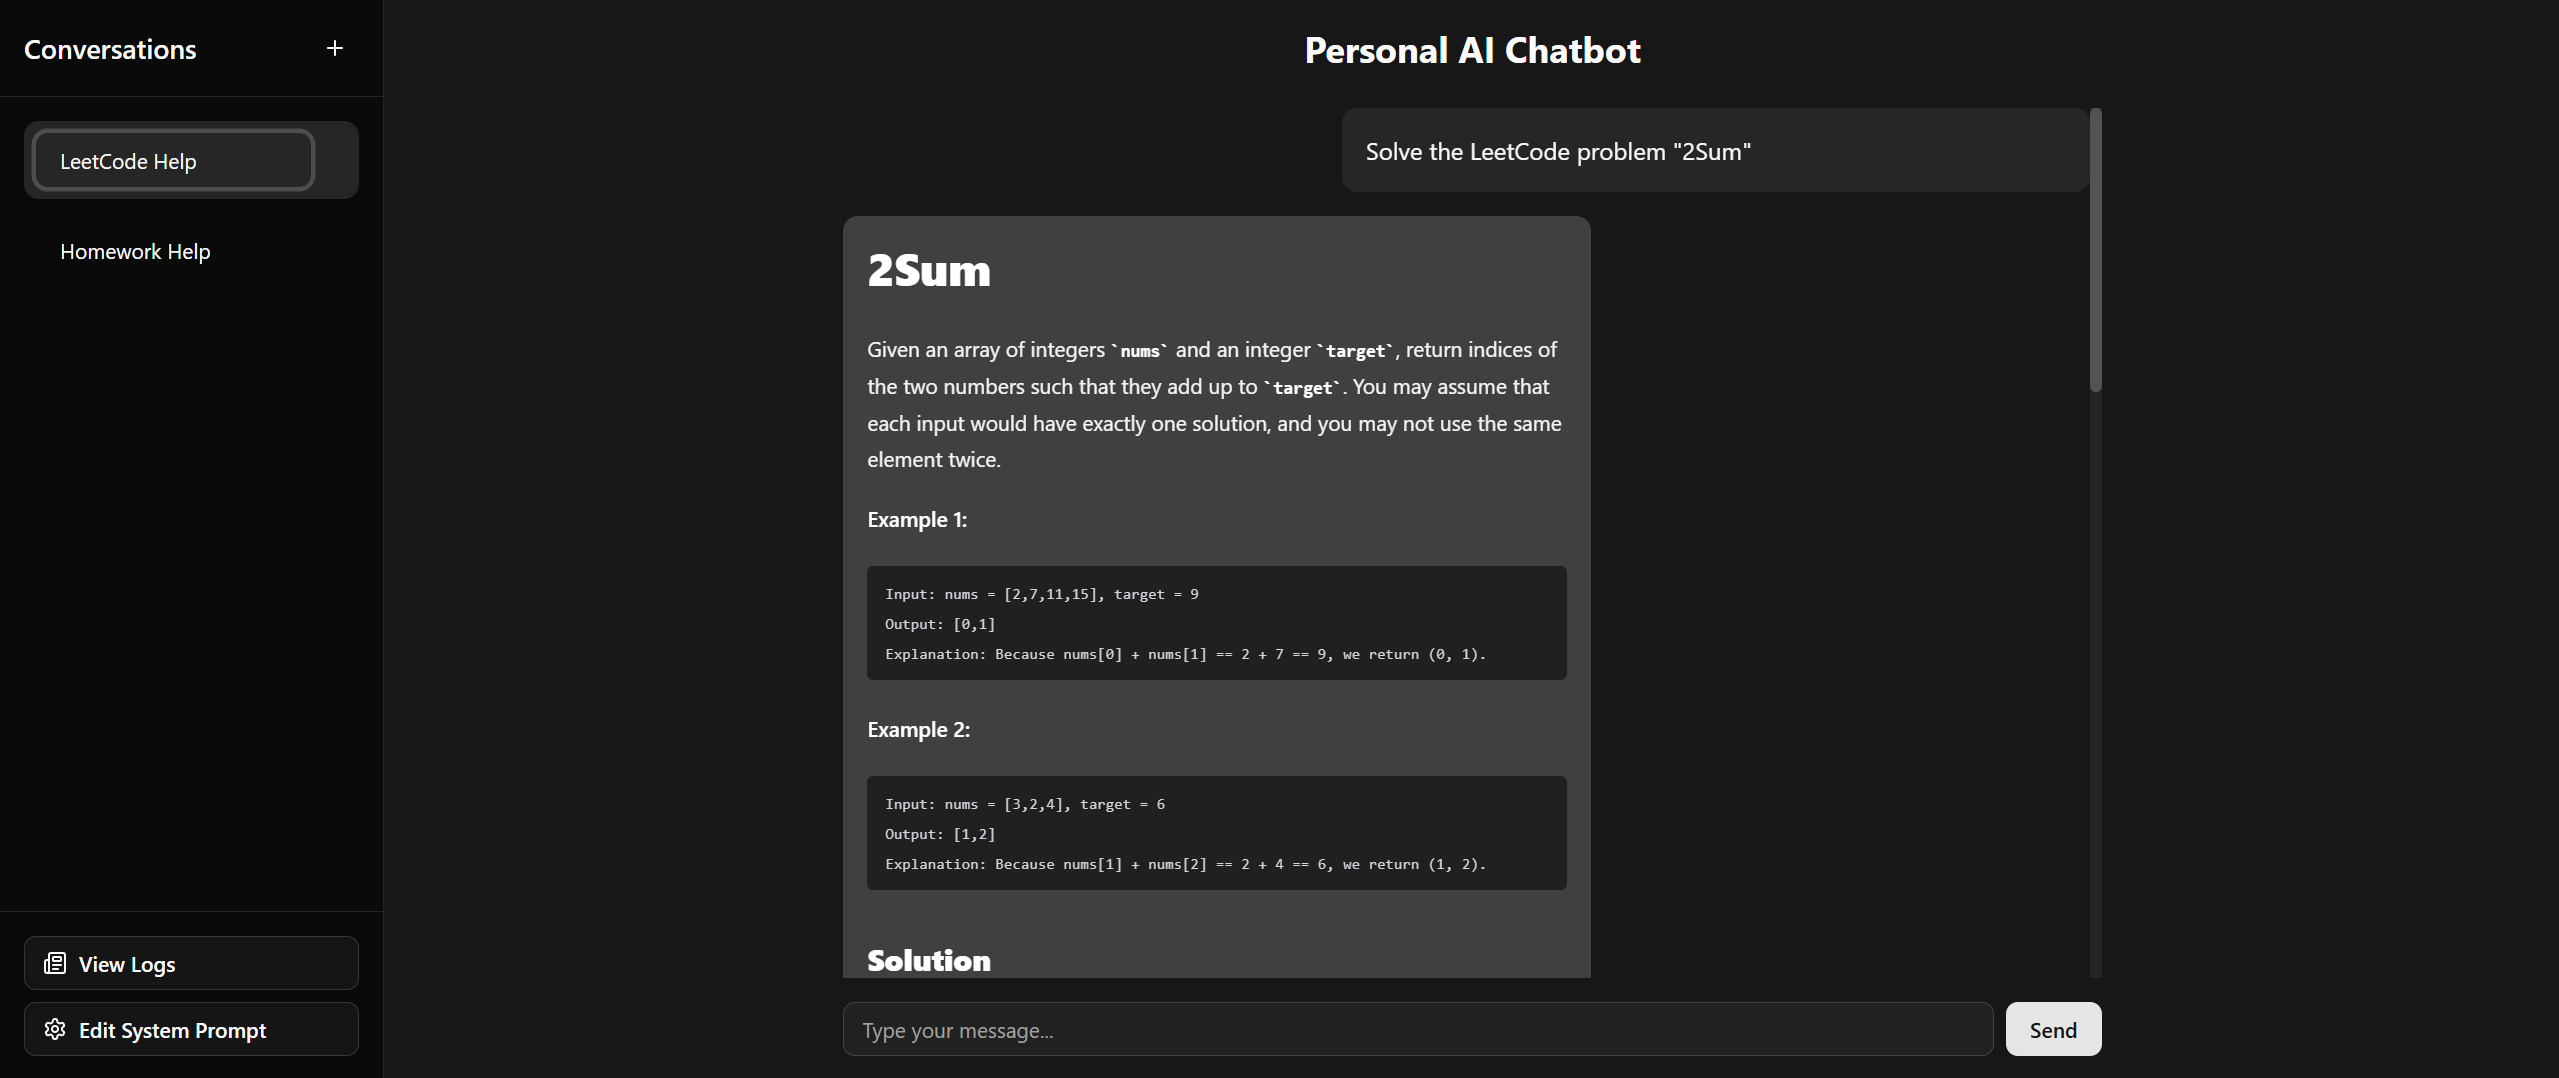 Conversations
LeetCode Help
Homework Help
View Logs
Edit System Prompt
Personal AI Chatbot
Solve the LeetCode problem "2Sum"
2Sum
Given an array of integers `nums` and an integer `target`, return indices of
the two numbers such that they add up to `target`. You may assume that
each input would have exactly one solution, and you may not use the same
element twice.
Example 1:
Input: nums = [2,7,11,15], target = 9
Output: [0,1]
Explanation: Because nums[0] + nums[1] == 2 + 7 == 9, we return (0, 1).
Example 2:
Input: nums = [3,2,4], target = 6
Output: [1,2]
Explanation: Because nums[1] + nums[2] == 2 + 4 == 6, we return (1, 2).
Solution
Type your message...
Send